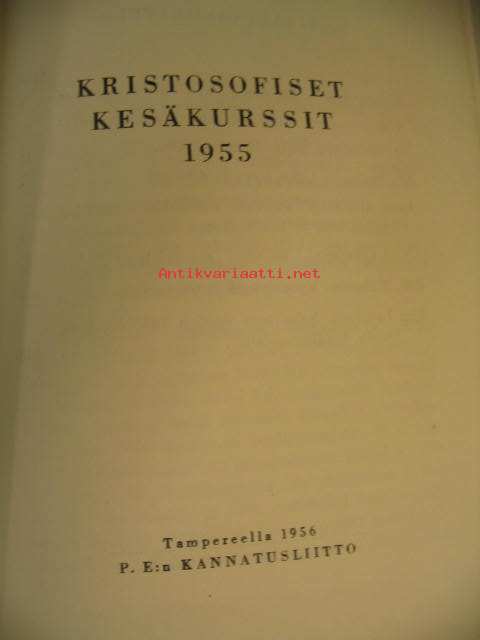 KRISTOSOFISET
KESÄKURSSIT
1955
Antikvariaatti.net
Tampereella 1956
P. E:n KANNATUSLIITTO